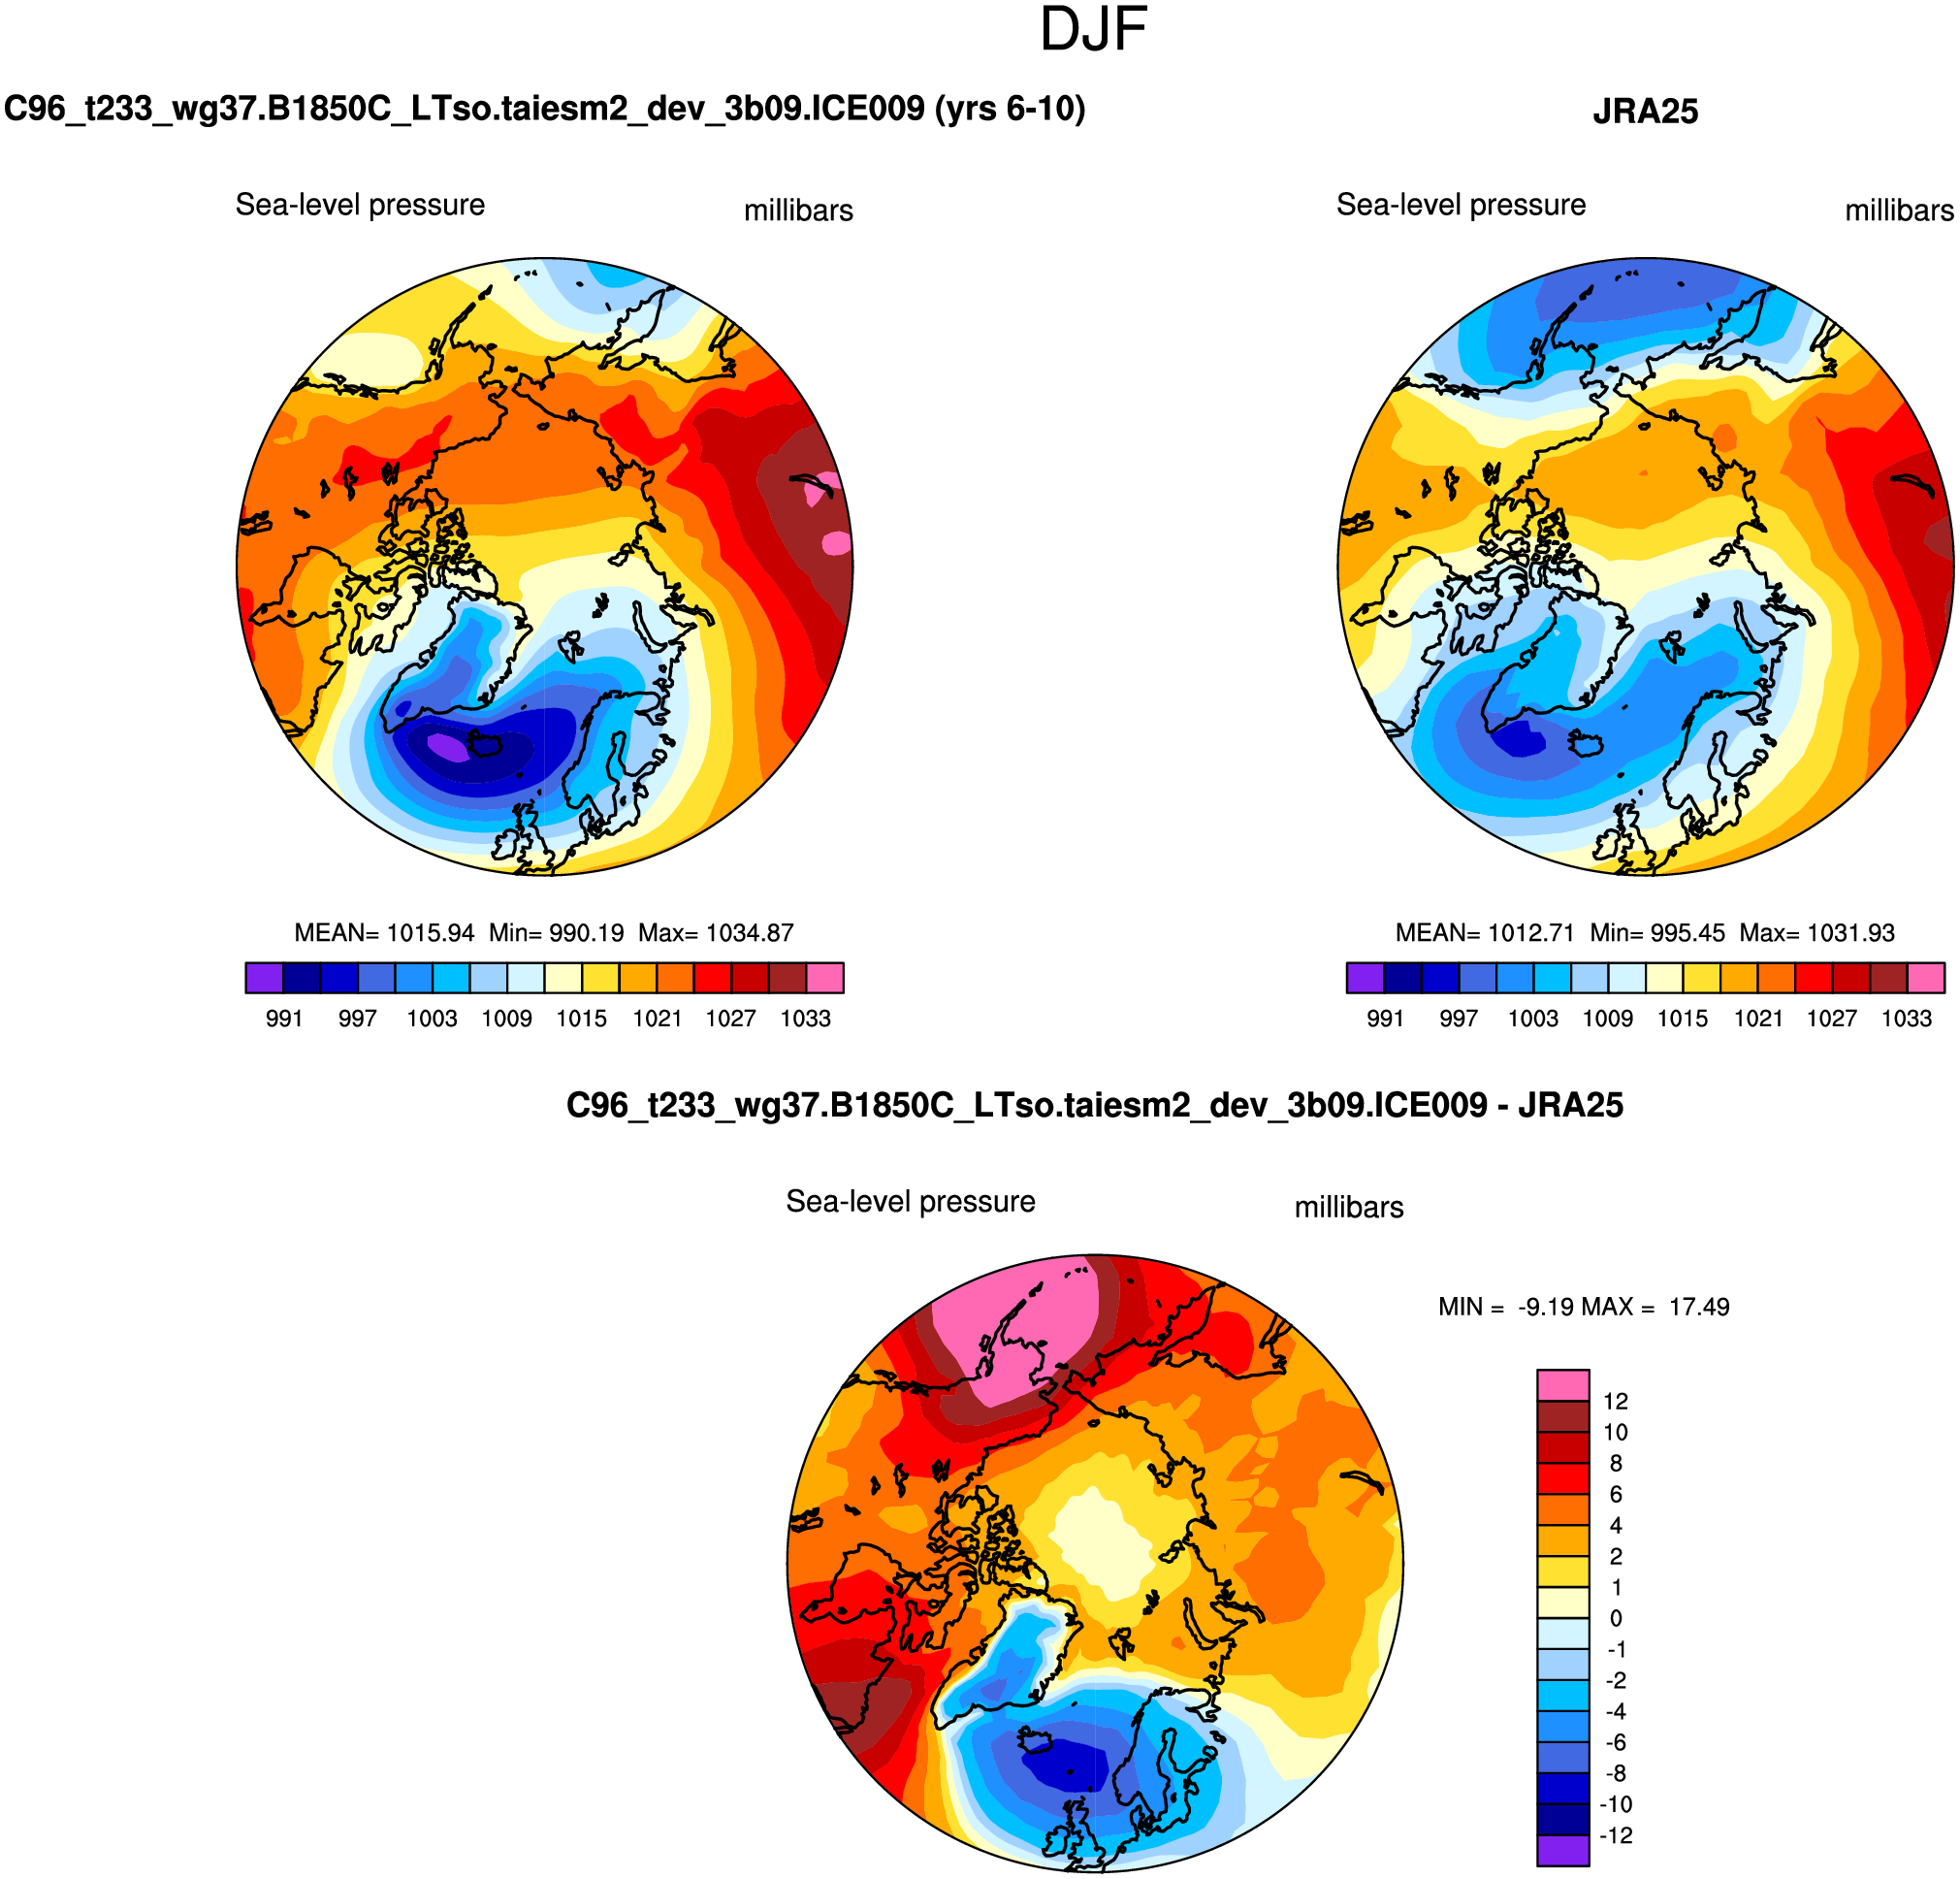 DJF
C96_t233_wg37.B1850C_LTso.taiesm2_dev_3b09.ICE009 (yrs 6-10)
JRA25
Sea-level pressure millibars
Sea-level pressure millibars
MEAN= 1015.94 Min= 990.19 Max= 1034.87
991 997 1003 1009 1015 1021 1027 1033
MEAN= 1012.71 Min= 995.45 Max= 1031.93
991 997 1003 1009 1015 1021 1027 1033
C96_t233_wg37.B1850C_LTso.taiesm2_dev_3b09.ICE009 - JRA25
Sea-level pressure millibars
MIN = -9.19 MAX = 17.49
12
10
8
6
4
2
1
0
-1
-2
-4
-6
-8
-10
-12